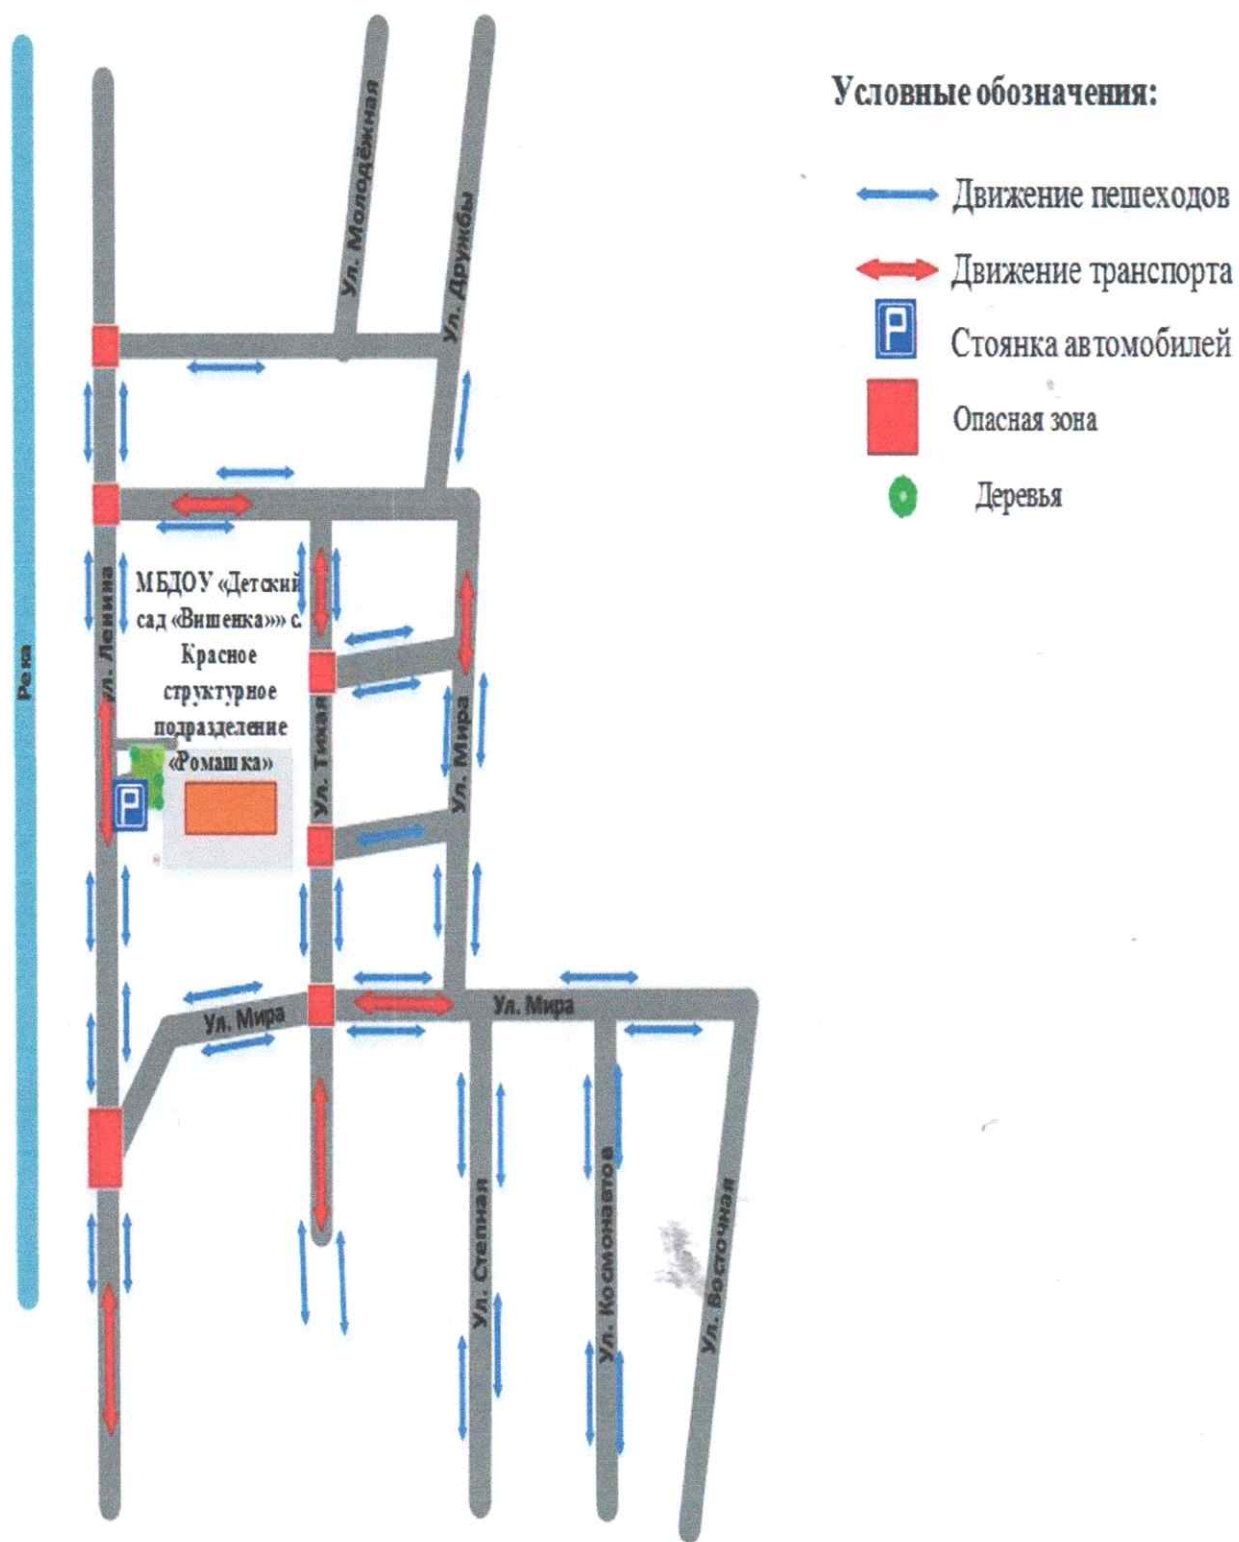 Условные обозначения:
Движение пешеходов
Движение транспорта
P
Стоянка автомобилей
Опасная зона
Деревья
Ул. Молодёжная
Ул. Дружбы
Река
ул. Ленина
МБДОУ «Детский
сад «Вишенка»» с.
Красное
структурное
подразделение
«Ромашка»
P
Ул. Тихая
Ул. Мира
Ул. Мира
Ул. Мира
Ул. Степная
Ул. Космонавтов
Ул. Восточная